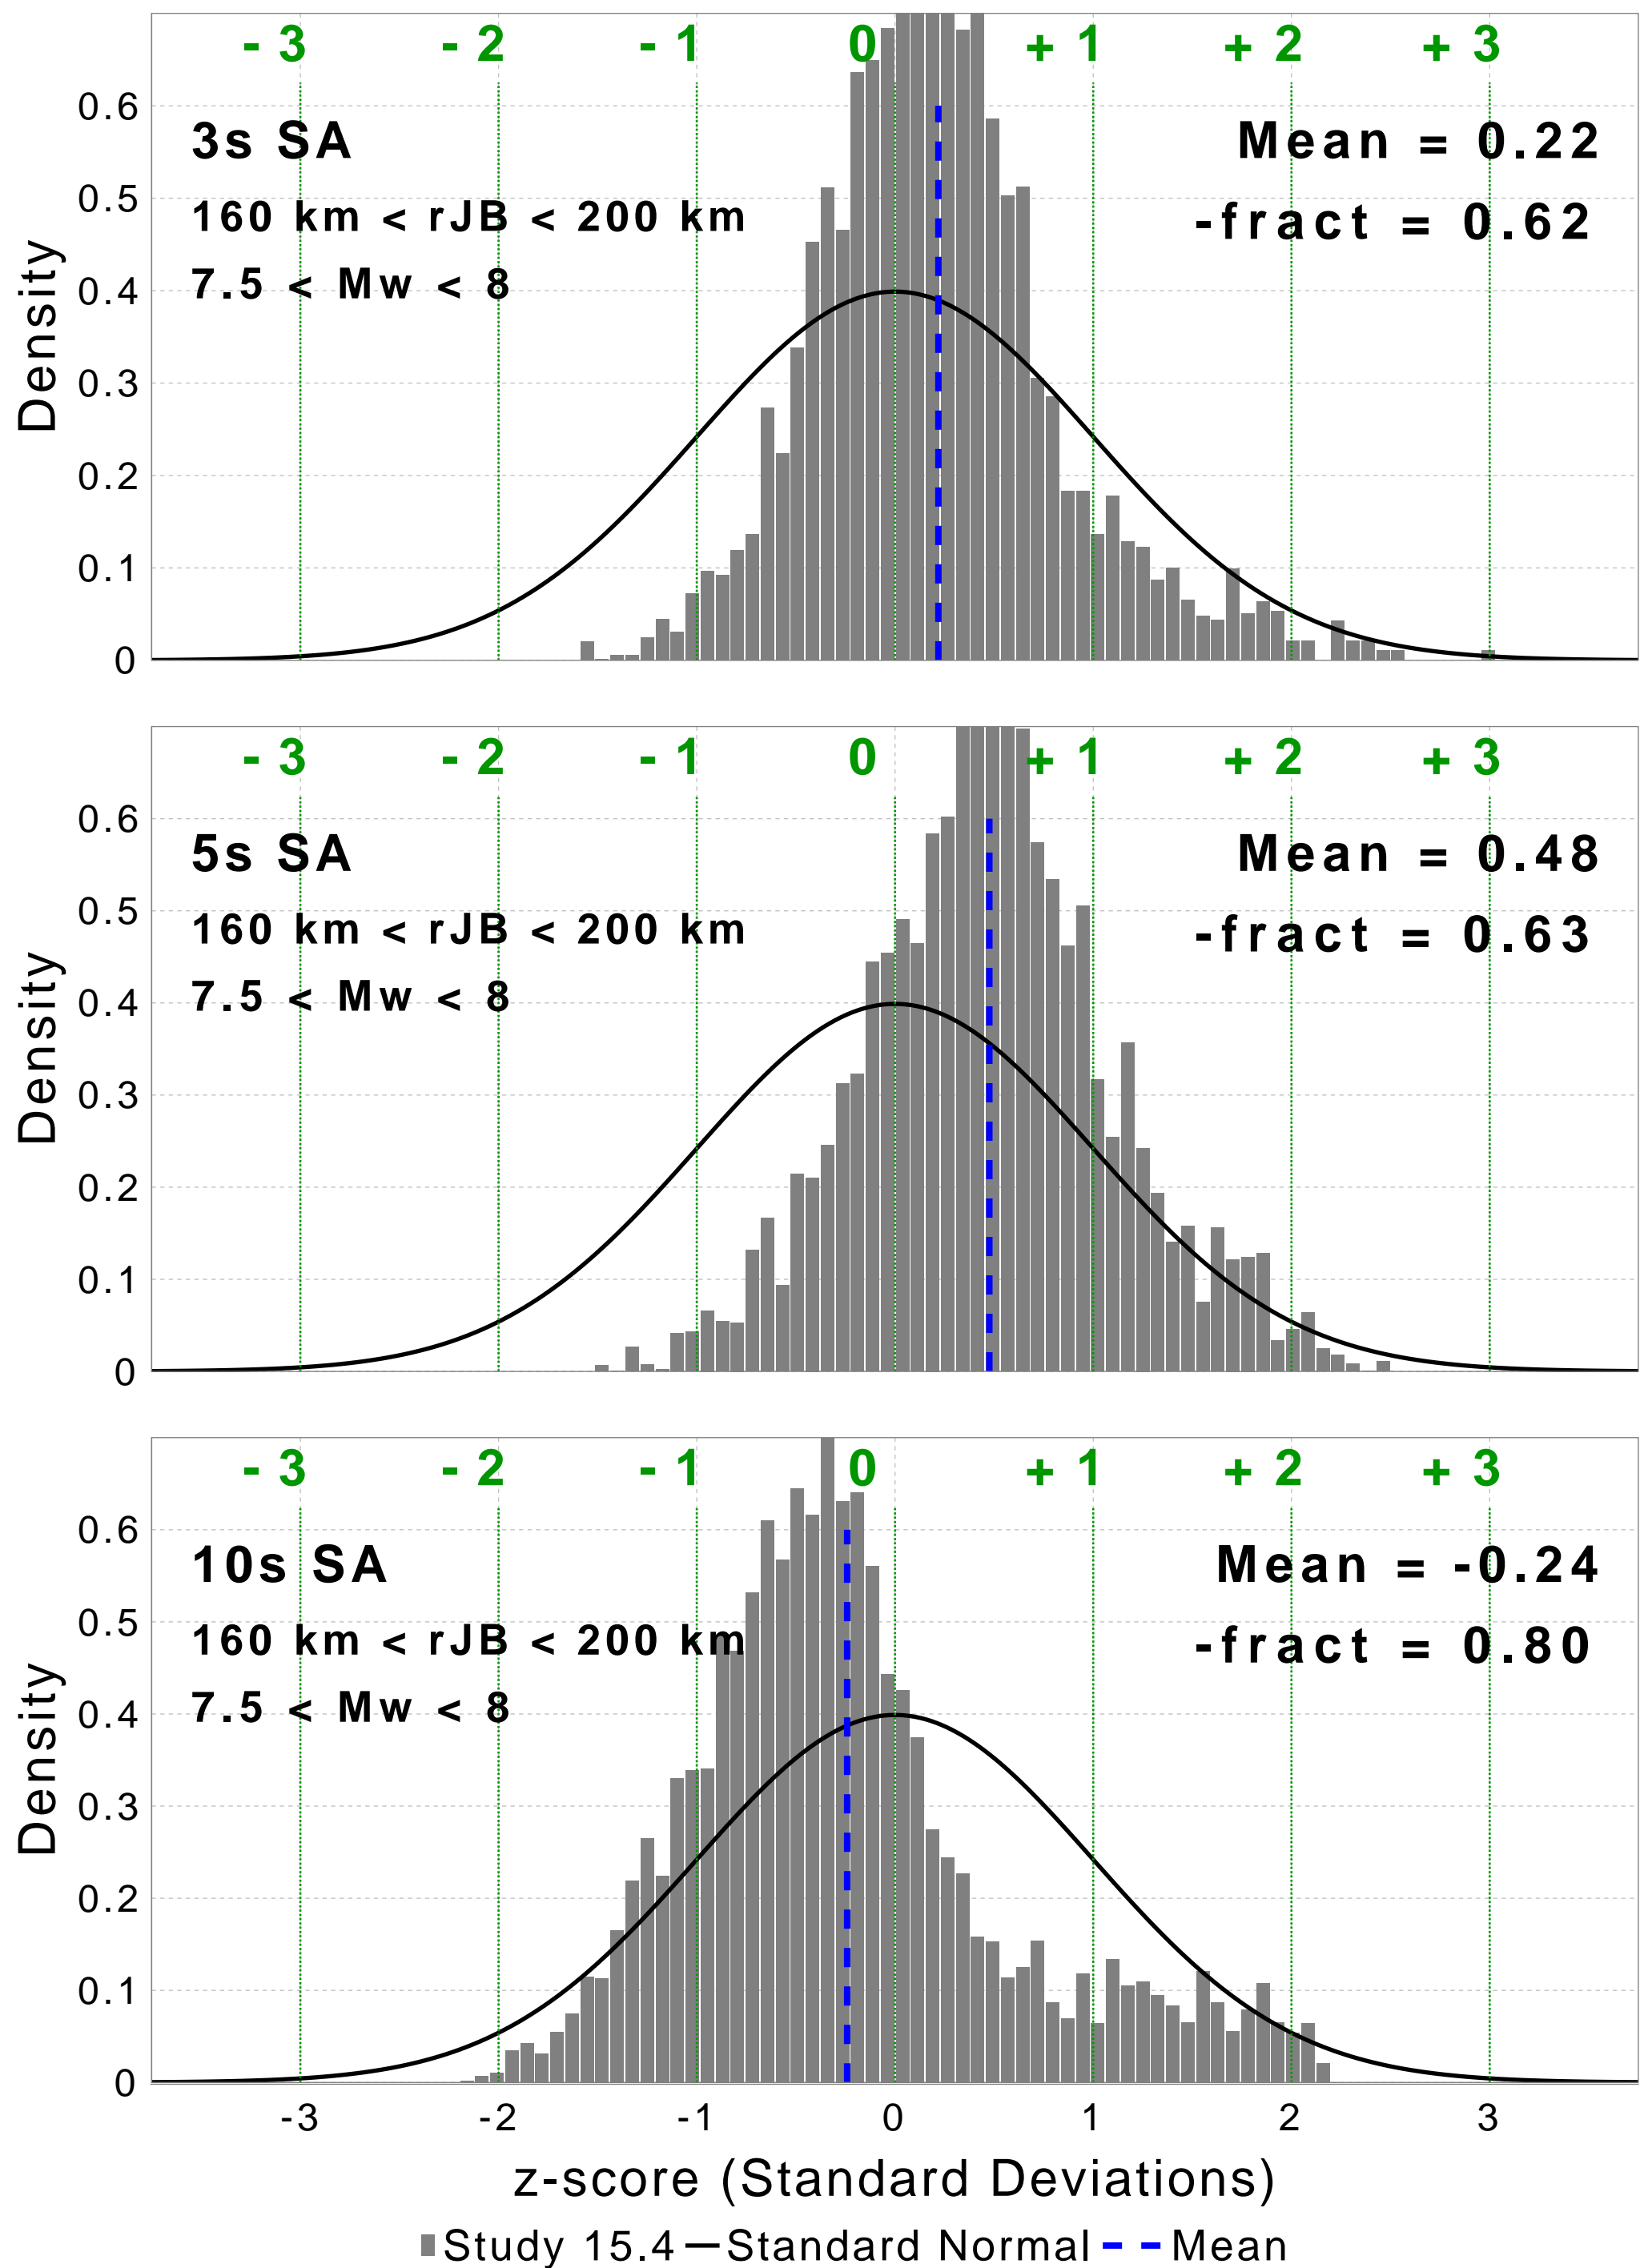 - 3 - 2 - 1 0 + 1 + 2 + 3
0.6
3s SA Mean = 0.22
0.5
160 km < rJB < 200 km -fract = 0.62
7.5 < Mw < 8
0.4
0.3
0.2
0.1
0
Density
- 3 - 2 - 1 0 + 1 + 2 + 3
0.6
5s SA Mean = 0.48
0.5
160 km < rJB < 200 km -fract = 0.63
7.5 < Mw < 8
0.4
0.3
0.2
0.1
0
Density
- 3 - 2 - 1 0 + 1 + 2 + 3
0.6
10s SA Mean = -0.24
0.5
160 km < rJB < 200 km -fract = 0.80
7.5 < Mw < 8
0.4
0.3
0.2
0.1
0
Density
-3 -2 -1 0 1 2 3
z-score (Standard Deviations)
Study 15.4 Standard Normal Mean